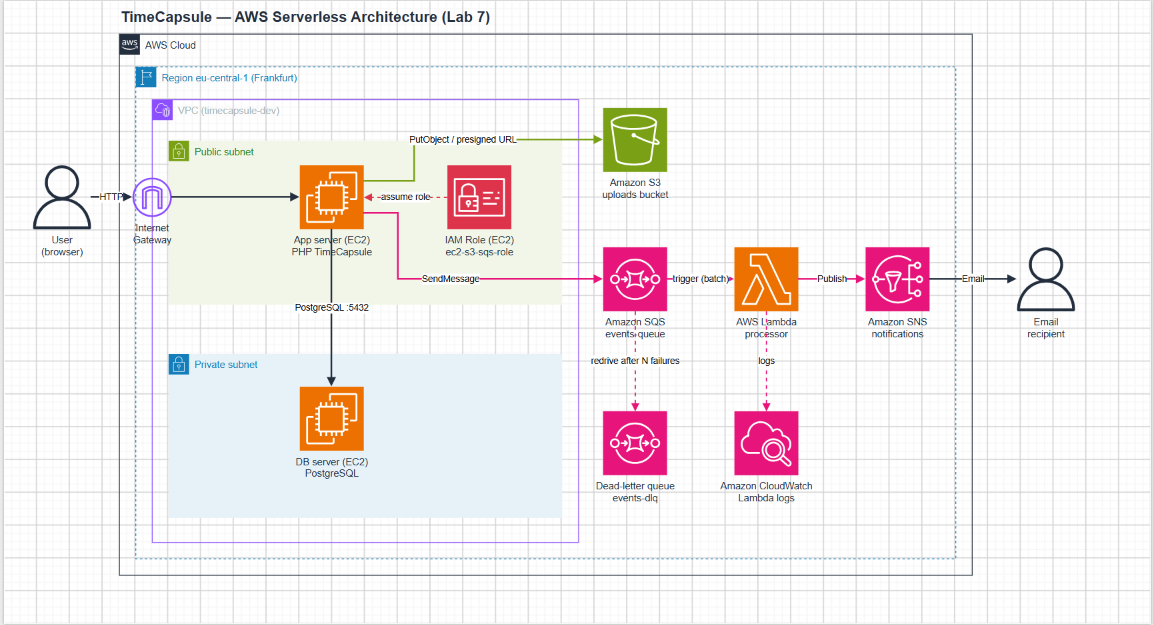 TimeCapsule — AWS Serverless Architecture (Lab 7)
aws
AWS Cloud
Region eu-central-1 (Frankfurt)
VPC (timecapsule-dev)
Public subnet
PutObject / presigned URL
Amazon S3
uploads bucket
HTTP
assume role
User
(browser)
Internet
Gateway
App server (EC2)
PHP TimeCapsule
IAM Role (EC2)
ec2-s3-sqs-role
SendMessage
trigger (batch)
Publish
Email
PostgreSQL :5432
Amazon SQS
events-queue
AWS Lambda
processor
Amazon SNS
notifications
Email
recipient
redrive after N failures
logs
Private subnet
DB server (EC2)
PostgreSQL
Dead-letter queue
events-dlq
Amazon CloudWatch
Lambda logs